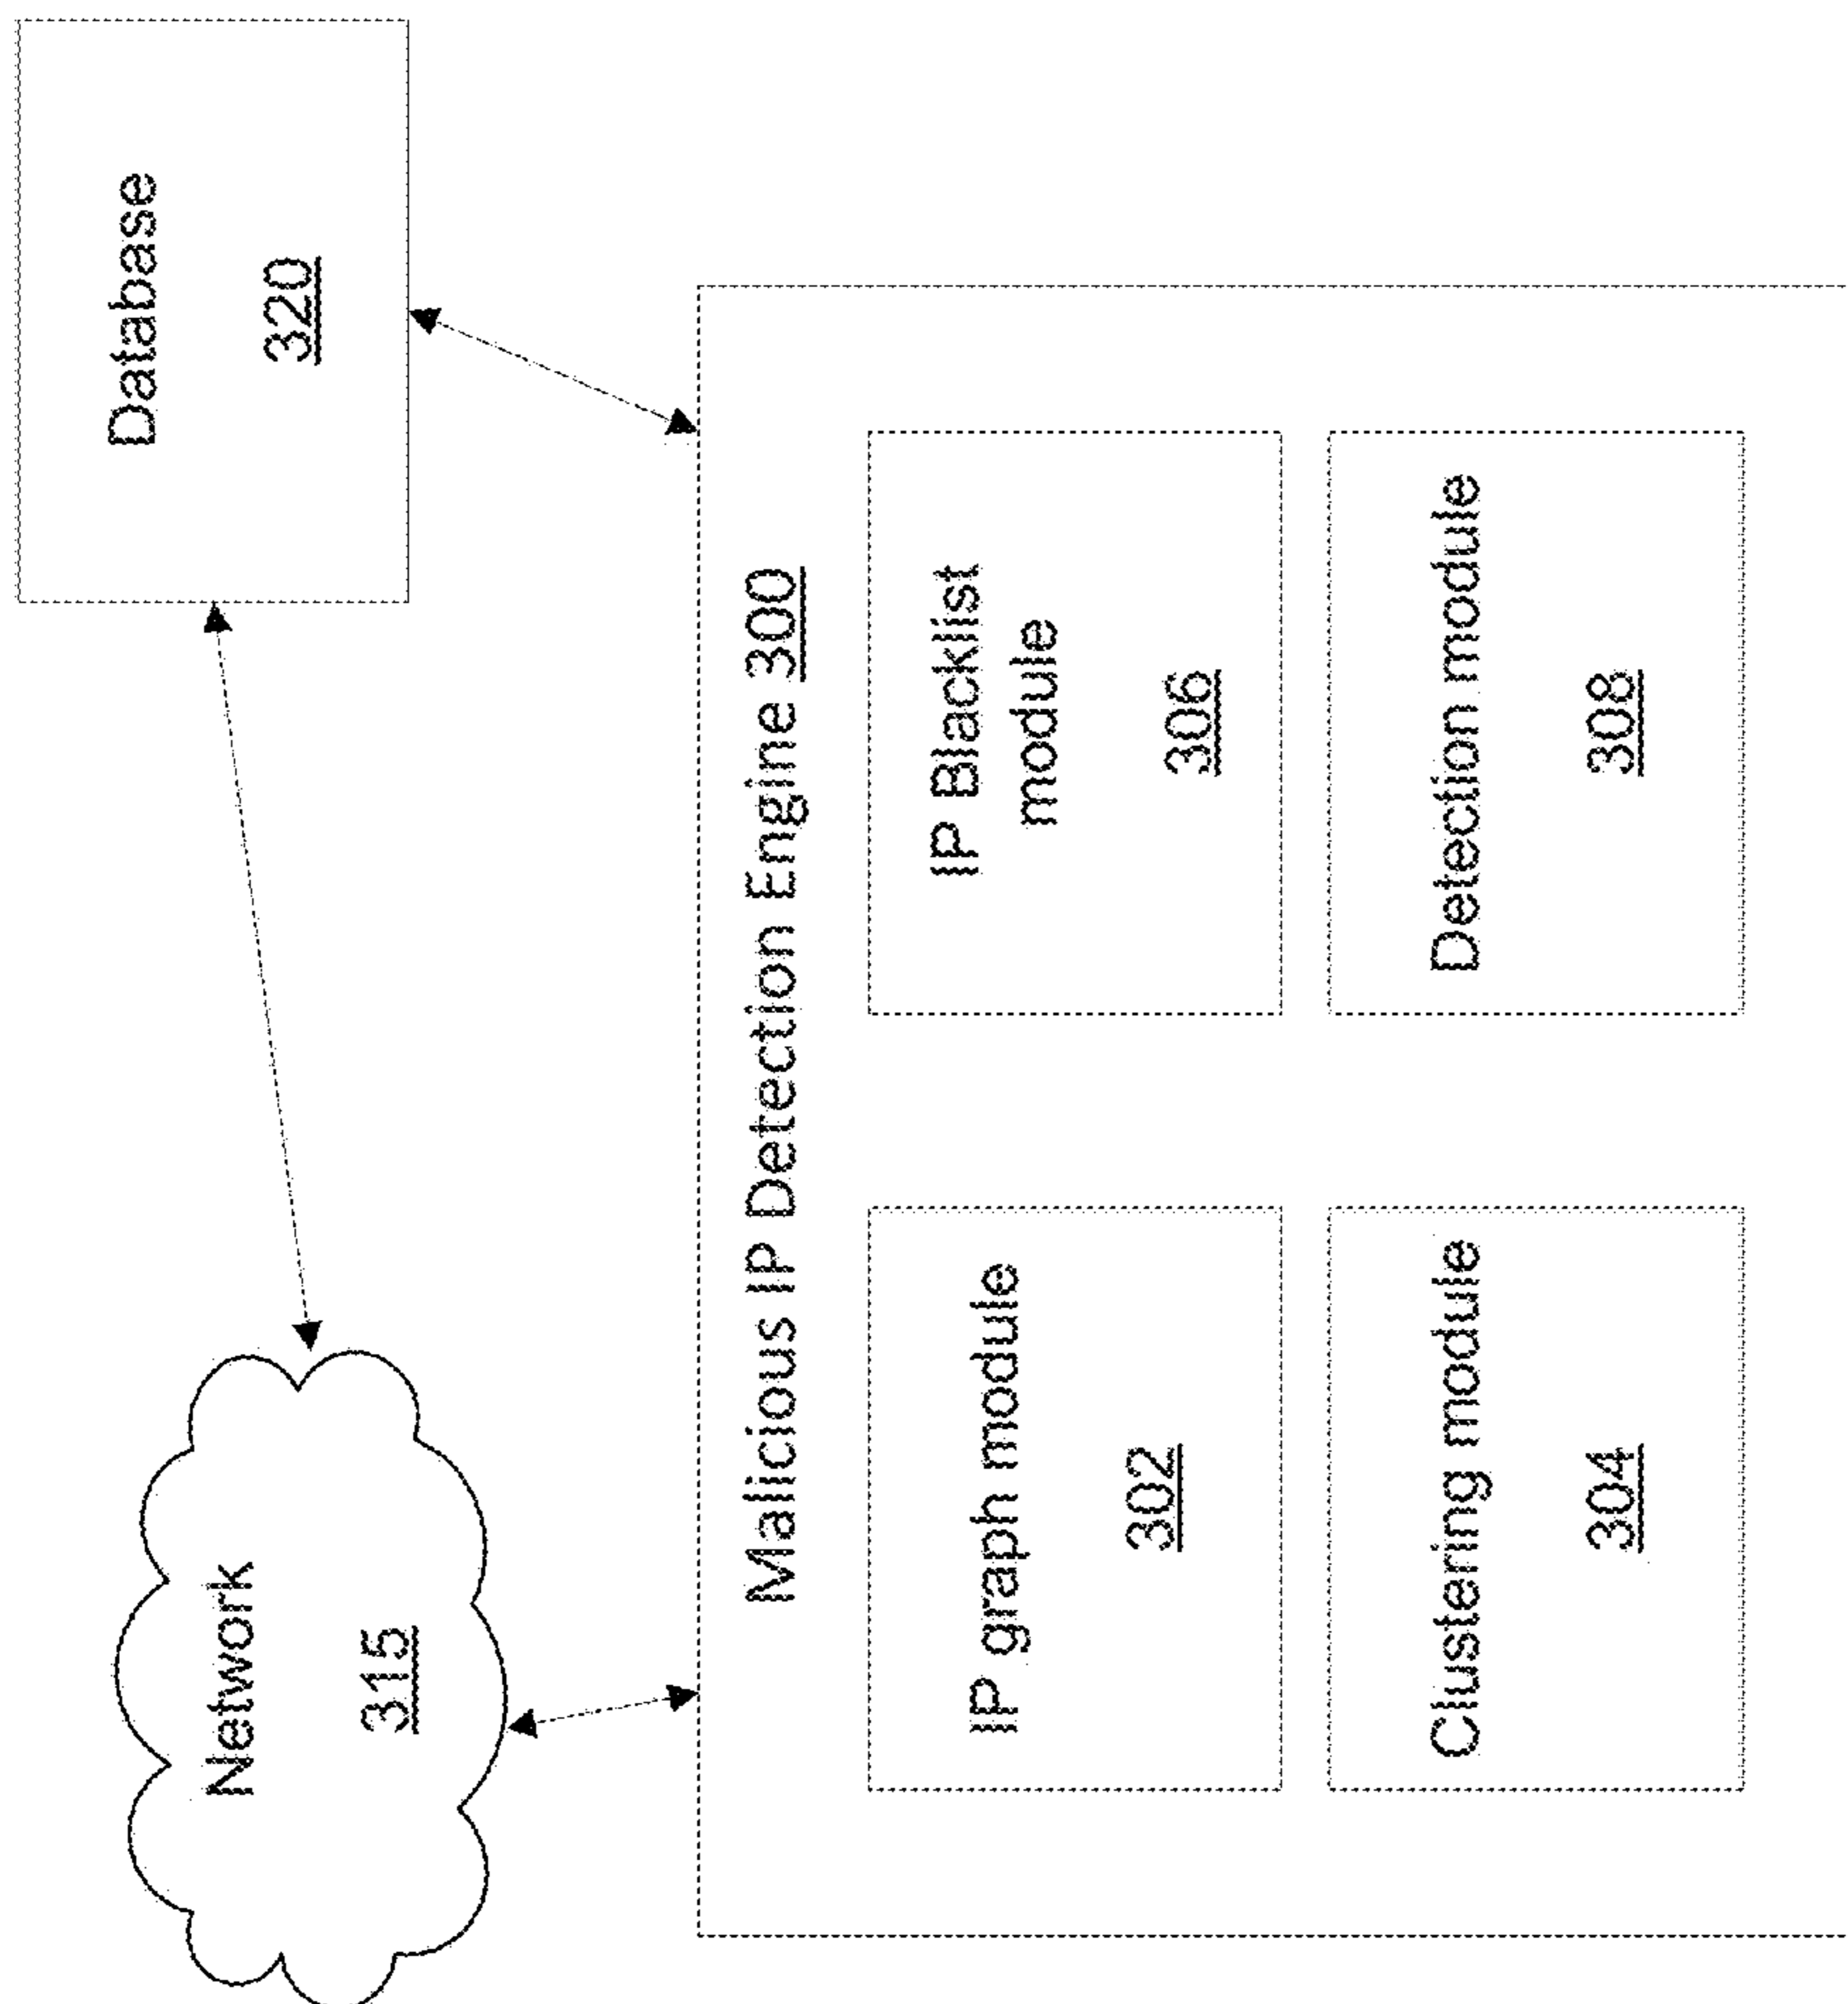 Network
315
Database
320
Malicious IP Detection Engine 300
IP graph module
302
IP Blacklist
module
306
Clustering module
304
Detection module
308